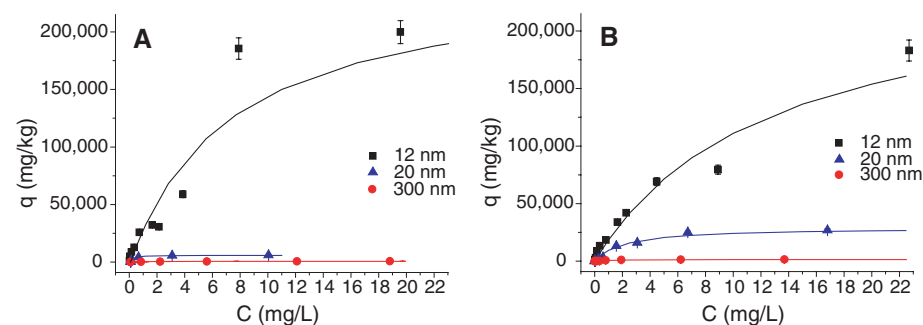 A
q (mg/kg)
200,000
150,000
100,000
50,000
0
12 nm
20 nm
300 nm
0 2 4 6 8 10 12 14 16 18 20 22
C (mg/L)
B
q (mg/kg)
200,000
150,000
100,000
50,000
0
12 nm
20 nm
300 nm
0 2 4 6 8 10 12 14 16 18 20 22
C (mg/L)